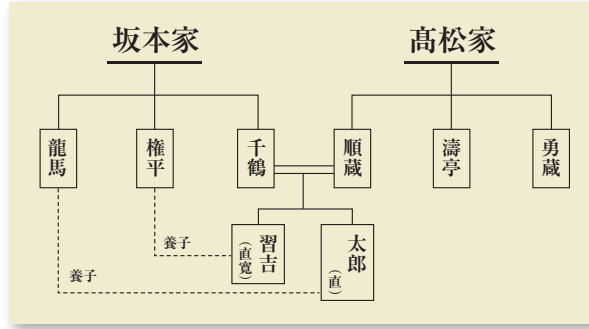 坂本家
髙松家
龍馬
権平
千鶴
順蔵
濤亭
勇蔵
養子
習吉
（直寛）
太郎
（直）
養子